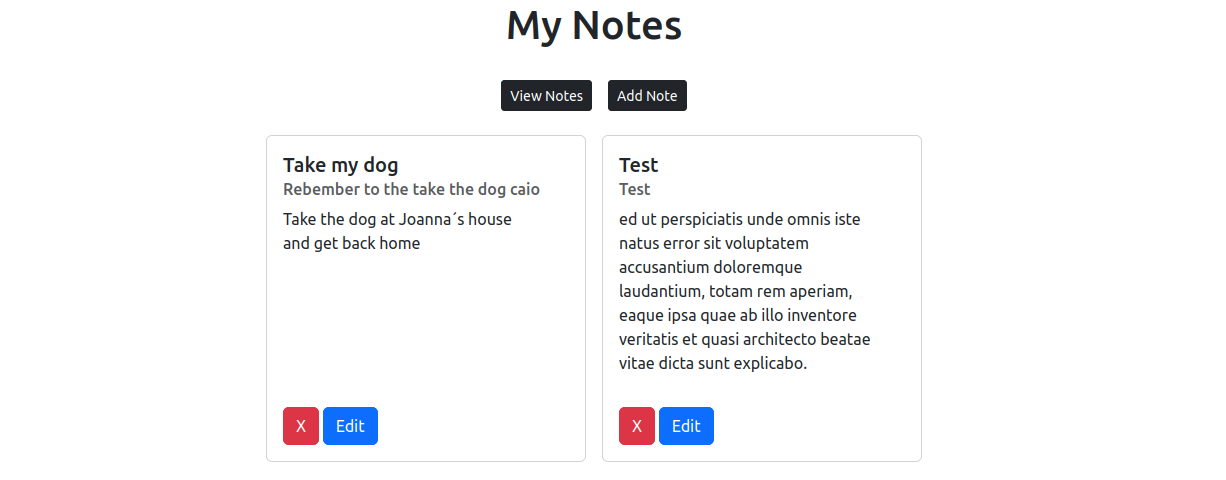 My Notes
View Notes Add Note
Take my dog
Rebember to the take the dog caio
Take the dog at Joanna´s house
and get back home
X Edit
Test
Test
ed ut perspiciatis unde omnis iste
natus error sit voluptatem
accusantium doloremque
laudantium, totam rem aperiam,
eaque ipsa quae ab illo inventore
veritatis et quasi architecto beatae
vitae dicta sunt explicabo.
X Edit